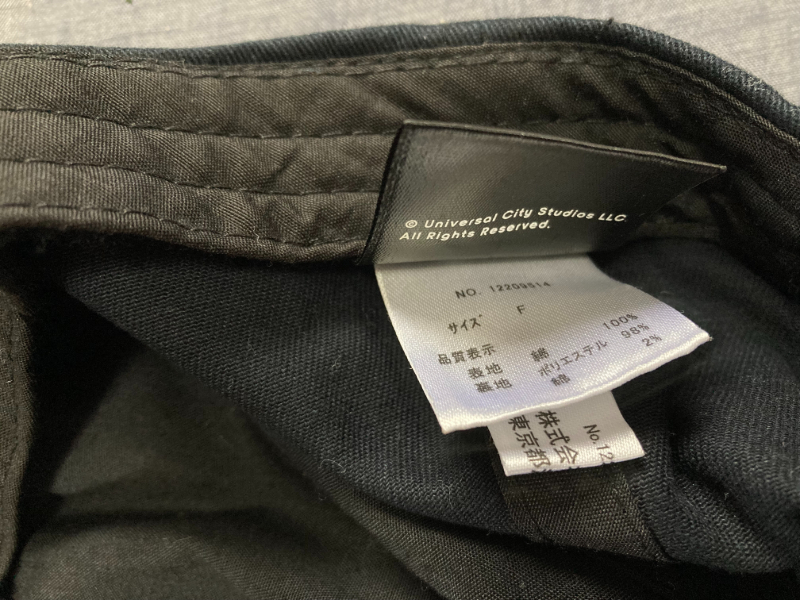 © Universal City Studios LLC.
All Rights Reserved.
NO. 12209514
サイズ F
品質表示
表地 綿 100%
裏地 ポリエステル 98%
綿 2%
No.12
株式会
東京都